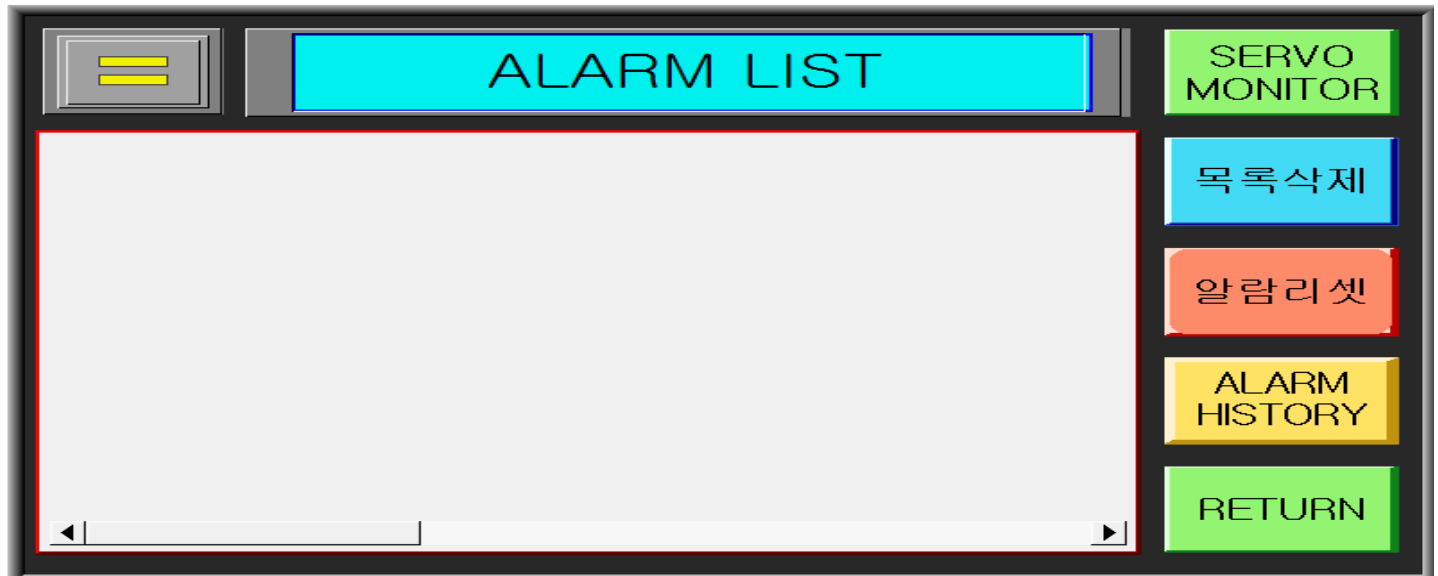 ALARM LIST
SERVO
MONITOR
목록삭제
알람리셋
ALARM
HISTORY
RETURN